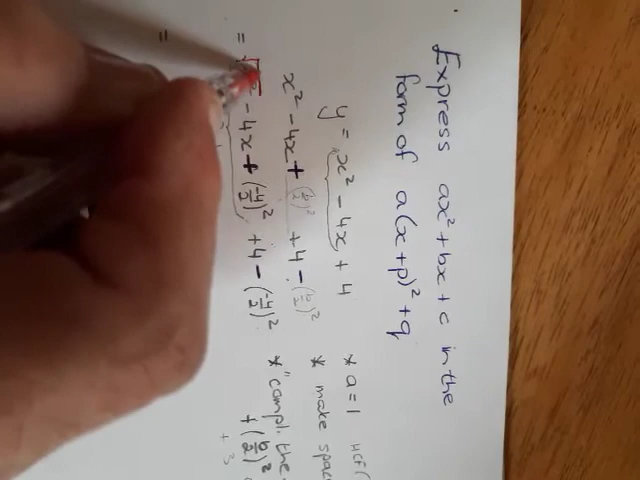 Express ax² + bx + c in the
form of a(x+p)² + q
y = x² - 4x + 4 * a=1 HCF(
x² - 4x + (b/2)² + 4 - (b/2)² * make space
= - 4x + (-4/2)² + 4 - (-4/2)² * "compl. the
+ (b/2)²
=